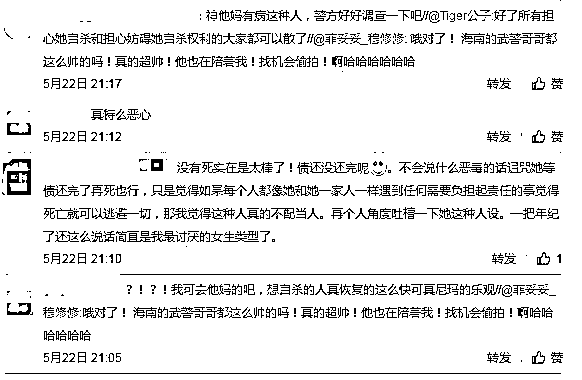 : 神他妈有病这种人，警方好好调查一下吧//@Tiger公子:好了所有担
心她自杀和担心妨碍她自杀权利的大家都可以散了//@菲妥妥_穆修修:哦对了！海南的武警哥哥都
这么帅的吗！真的超帅！他也在陪着我！找机会偷拍！啊哈哈哈哈哈哈
5月22日 21:17 转发 赞
真特么恶心
5月22日 21:12 转发 赞
没有死实在是太棒了！债还没还完呢。不会说什么恶毒的话诅咒她等
债还完了再死也行，只是觉得如果每个人都像她和她一家人一样遇到任何需要负担起责任的事觉得
死亡就可以逃避一切，那我觉得这种人真的不配当人。再个人角度吐槽一下她这种人设。一把年纪
了还这么说话简直是我最讨厌的女生类型了。
5月22日 21:10 转发 1
？！？！我可去他妈的吧，想自杀的人真恢复的这么快可真尼玛的乐观//@菲妥妥_
穆修修:哦对了！海南的武警哥哥都这么帅的吗！真的超帅！他也在陪着我！找机会偷拍！啊哈哈
哈哈哈哈哈
5月22日 21:05 转发 赞